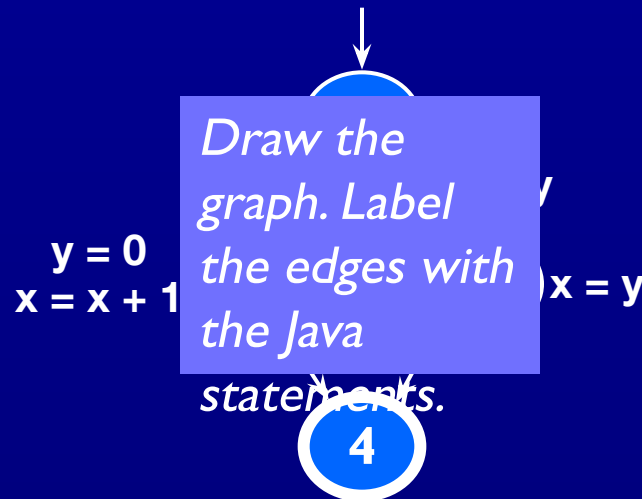 Draw the
graph. Label
y
the edges with
y = 0
x = x + 1
x = y
the Java
statements.
4